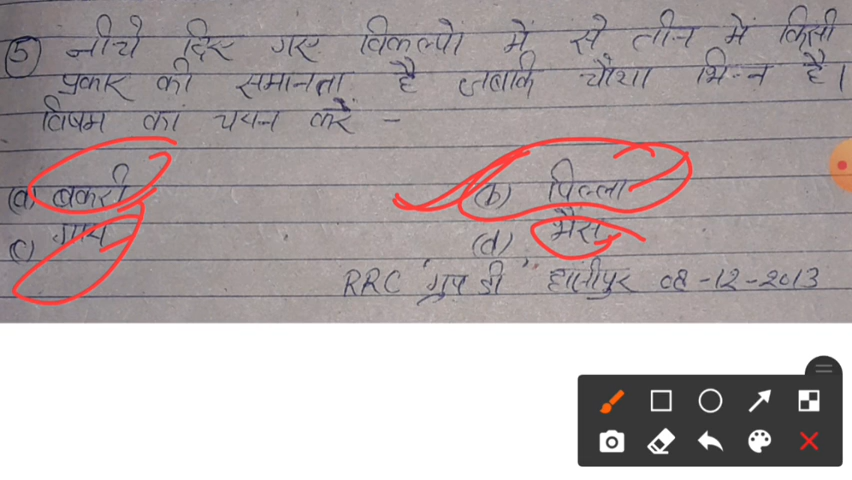 (5) नीचे दिए गए विकल्पो में से तीन में किसी
प्रकार की समानता है जबकि चौथा भिन्न है।
विषम का चयन करें -
(a) बकरी (b) पिल्ला
(c) गाय (d) भैंस
RRC "ग्रुप डी" हाजीपुर 08-12-2013